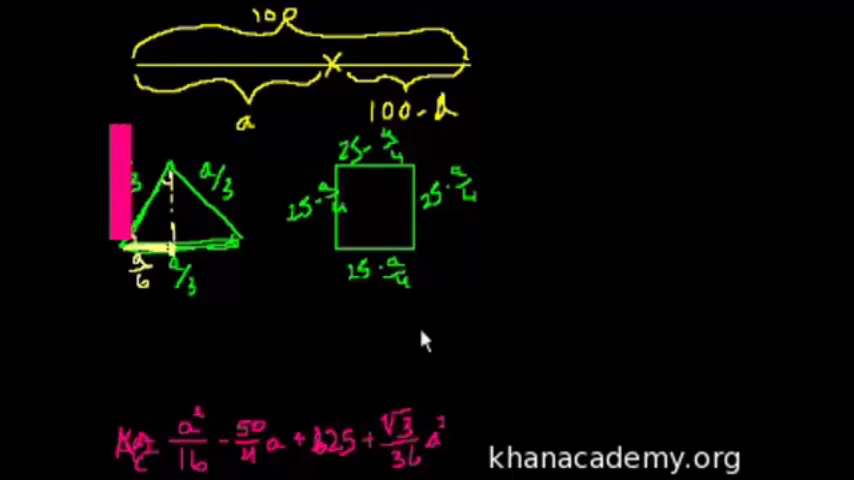 100
a 100 - a
25 - a/4
3 a/3
25 - a/4 25 - a/4
a/6 a/3 25 - a/4
a²/16 - 50/4 a + 625 + √3/36 a²
khanacademy.org